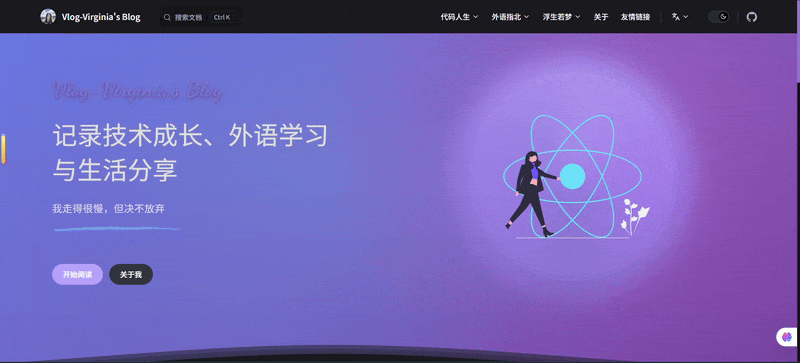 Vlog-Virginia's Blog
搜索文档 Ctrl K
代码人生
外语指北
浮生若梦
关于
友情链接
Vlog-Virginia's Blog
记录技术成长、外语学习
与生活分享
我走得很慢，但决不放弃
开始阅读
关于我